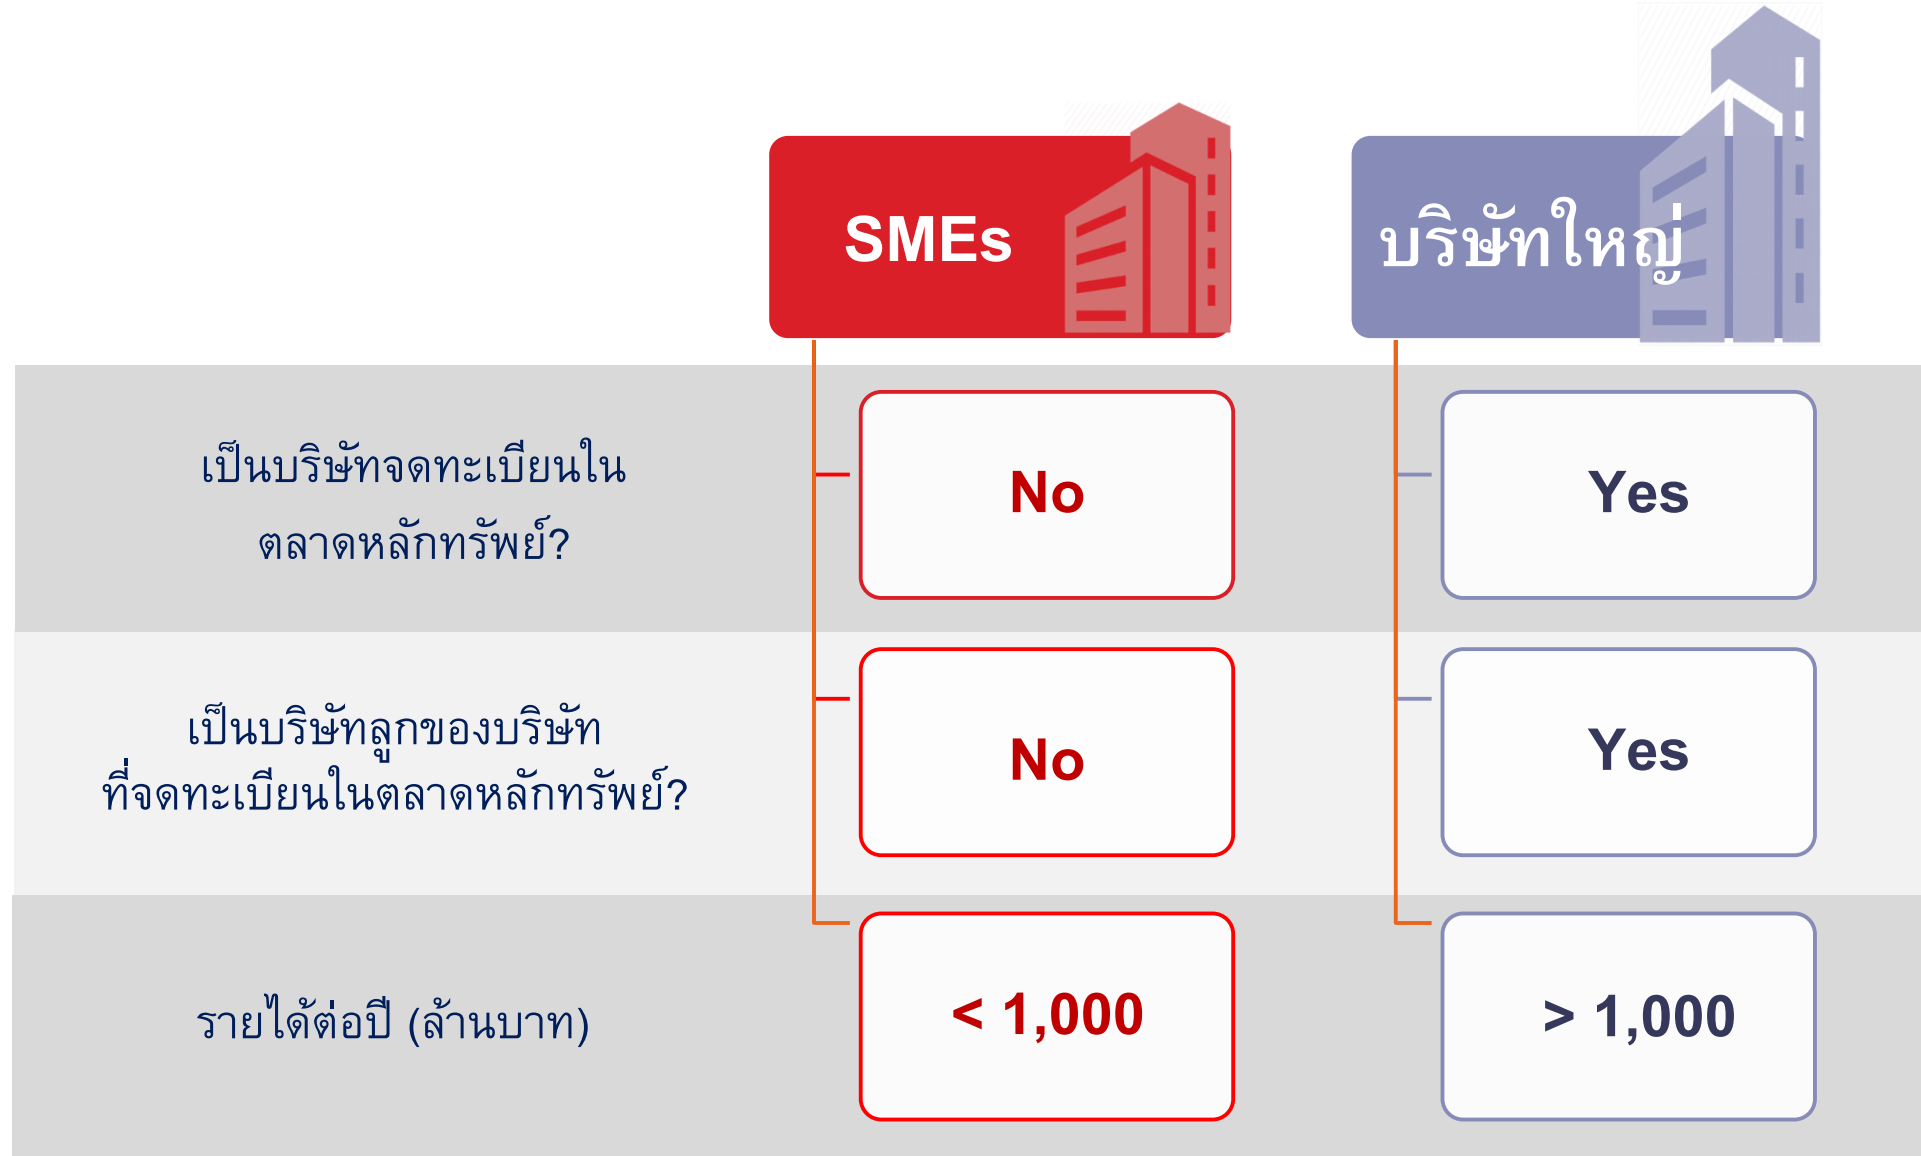 SMEs
บริษัทใหญ่
เป็นบริษัทจดทะเบียนใน
ตลาดหลักทรัพย์?
No
Yes
เป็นบริษัทลูกของบริษัท
ที่จดทะเบียนในตลาดหลักทรัพย์?
No
Yes
รายได้ต่อปี (ล้านบาท)
< 1,000
> 1,000